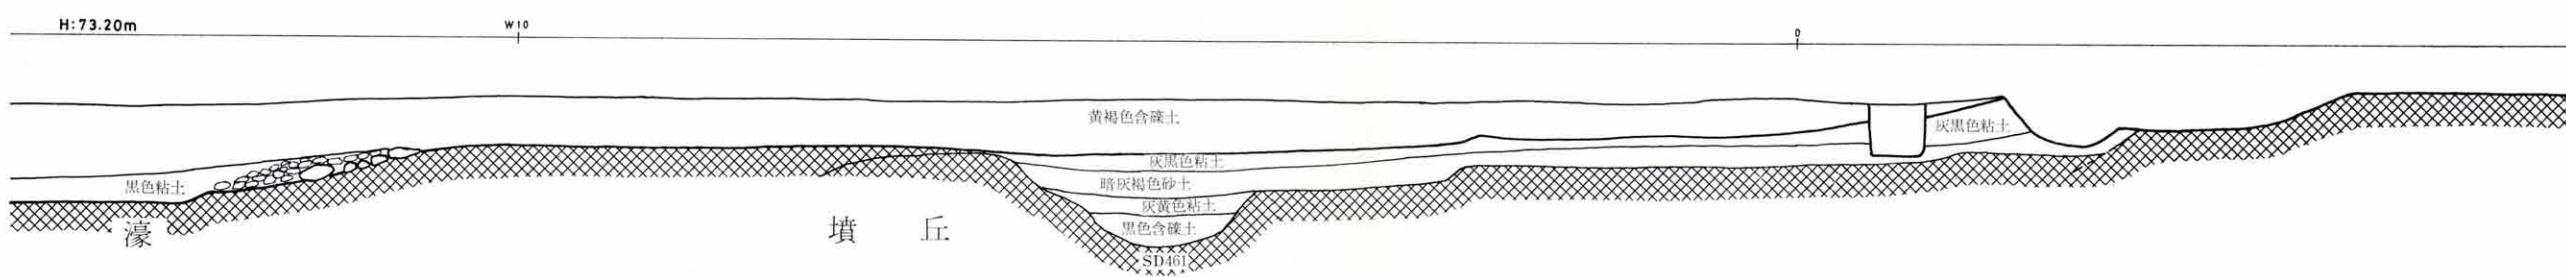 H:73.20m
W10
0
黄褐色含礫土
灰黒色粘土
灰黒色粘土
黒色粘土
暗灰褐色砂土
灰黄色粘土
黒色含礫土
濠
墳 丘
SD461